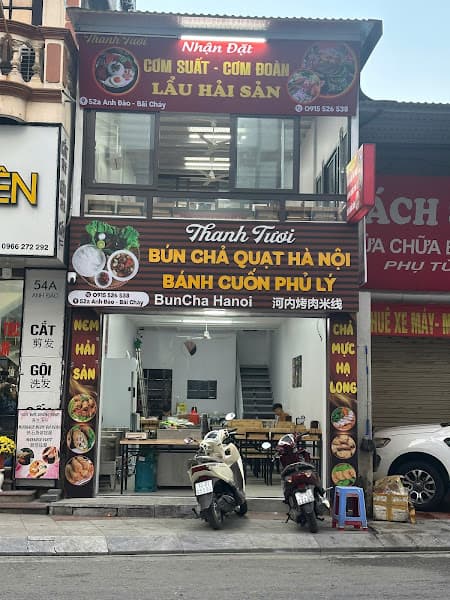 Thanh Tươi
Nhận Đặt
CƠM SUẤT - CƠM ĐOÀN
LẨU HẢI SẢN
52a Anh Đào - Bãi Cháy
0915 526 538
Thanh Tươi
BÚN CHẢ QUẠT HÀ NỘI
BÁNH CUỐN PHỦ LÝ
0915 526 538
52a Anh Đào - Bãi Cháy
BunCha Hanoi
河内烤肉米线
NEM
HẢI
SẢN
CHẢ
MỰC
HẠ
LONG
ÊN
0966 272 292
54A
ANH ĐÀO
CẮT
剪发
GỘI
洗发
ÁCH
ỬA CHỮA
PHỤ TÙ
HUÊ XE MÁY